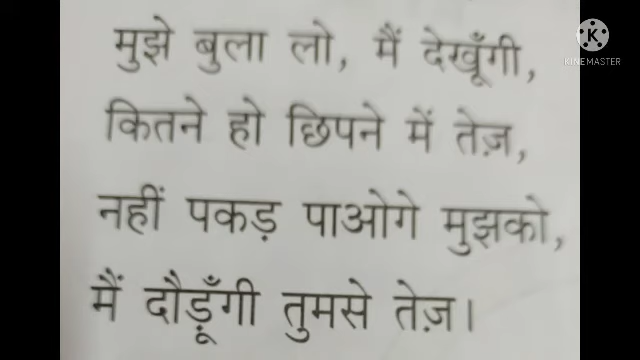 मुझे बुला लो, मैं देखूँगी,
कितने हो छिपने में तेज़,
नहीं पकड़ पाओगे मुझको,
मैं दौड़ूँगी तुमसे तेज़।
KINEMASTER